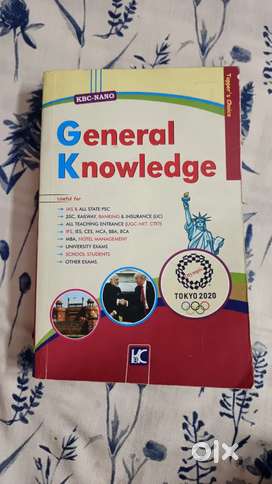 KBC-NANO
Topper's Choice
General
Knowledge
Useful for
IAS & ALL STATE PSC
SSC, RAILWAY, BANKING & INSURANCE (LIC)
ALL TEACHING ENTRANCE (UGC-NET, CTET)
IFS, IES, CES, MCA, BBA, BCA
MBA, HOTEL MANAGEMENT
UNIVERSITY EXAMS
SCHOOL STUDENTS
OTHER EXAMS
TOKYO 2020
olx